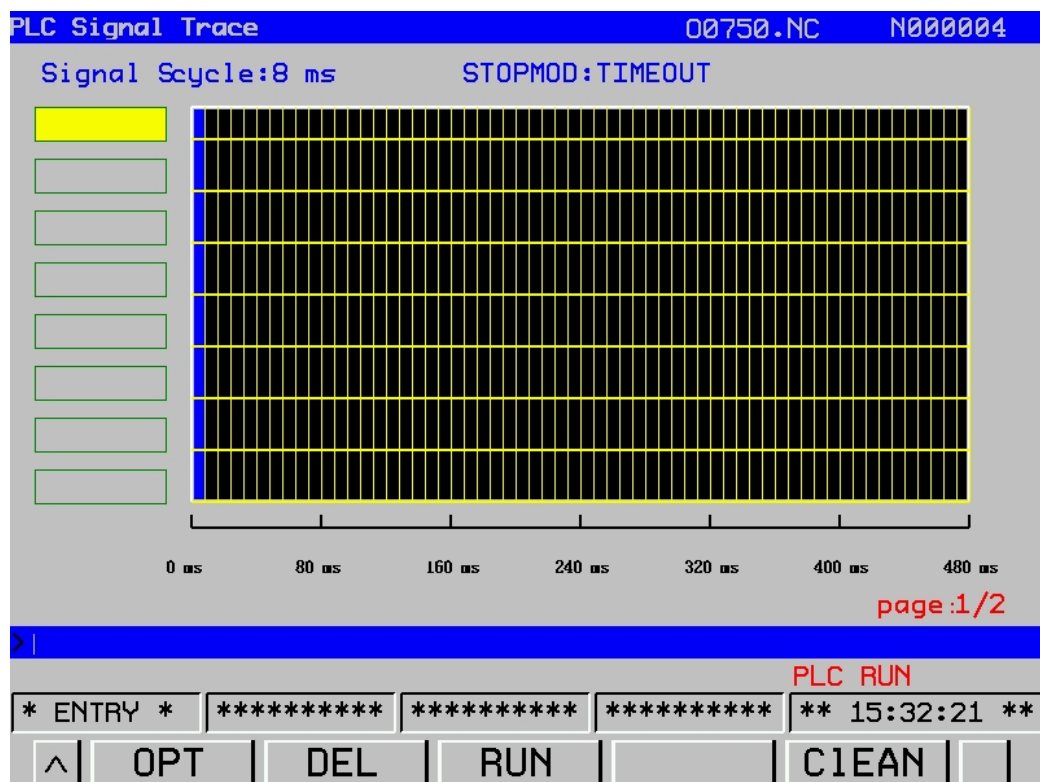 PLC Signal Trace O0750.NC N000004
Signal Scycle:8 ms STOPMOD:TIMEOUT
0 ms 80 ms 160 ms 240 ms 320 ms 400 ms 480 ms
page:1/2
>
PLC RUN
* ENTRY * ********** ********** ********** ** 15:32:21 **
^ OPT DEL RUN ClEAN